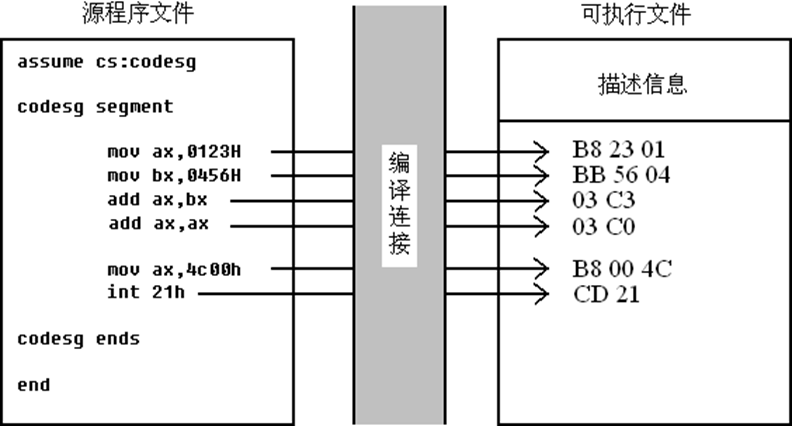 源程序文件
assume cs:codesg
codesg segment
mov ax,0123H
mov bx,0456H
add ax,bx
add ax,ax
mov ax,4c00h
int 21h
codesg ends
end
编译连接
可执行文件
描述信息
B8 23 01
BB 56 04
03 C3
03 C0
B8 00 4C
CD 21